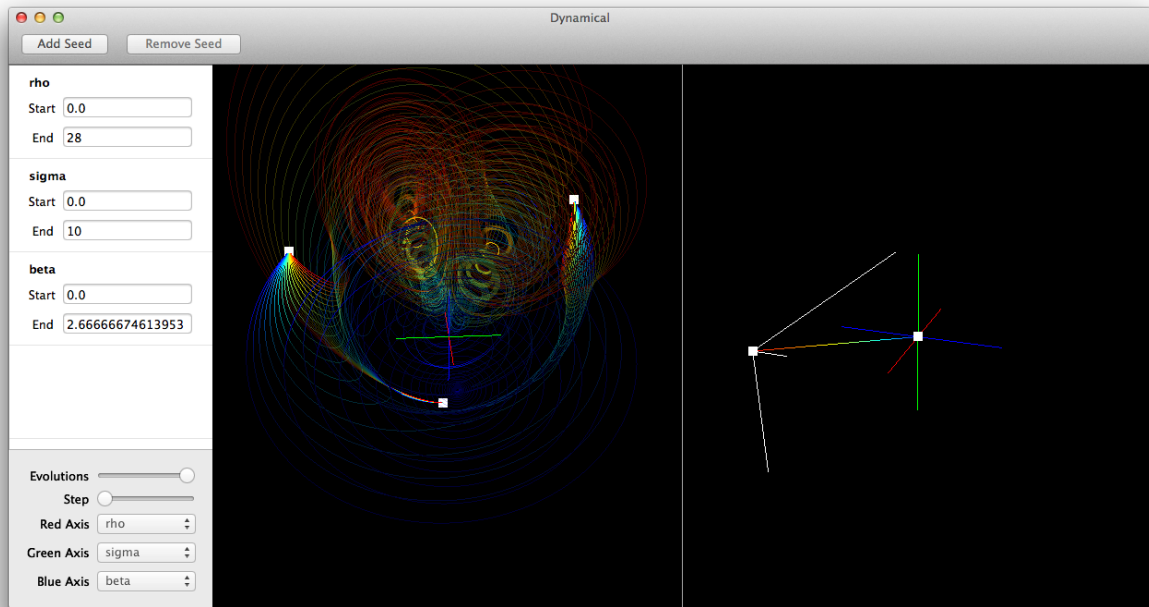 Dynamical
Add Seed Remove Seed
rho
Start 0.0
End 28
sigma
Start 0.0
End 10
beta
Start 0.0
End 2.66666674613953
Evolutions
Step
Red Axis rho
Green Axis sigma
Blue Axis beta